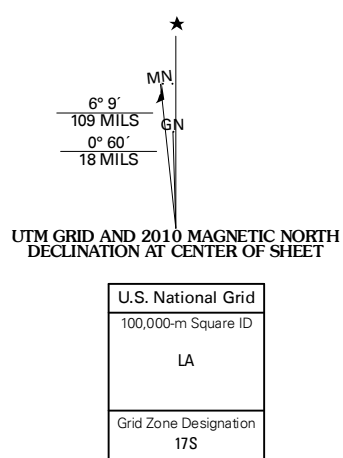 ★
M.N.
6° 9´
109 MILS
GN
0° 60´
18 MILS
UTM GRID AND 2010 MAGNETIC NORTH
DECLINATION AT CENTER OF SHEET
U.S. National Grid
100,000-m Square ID
LA
Grid Zone Designation
17S